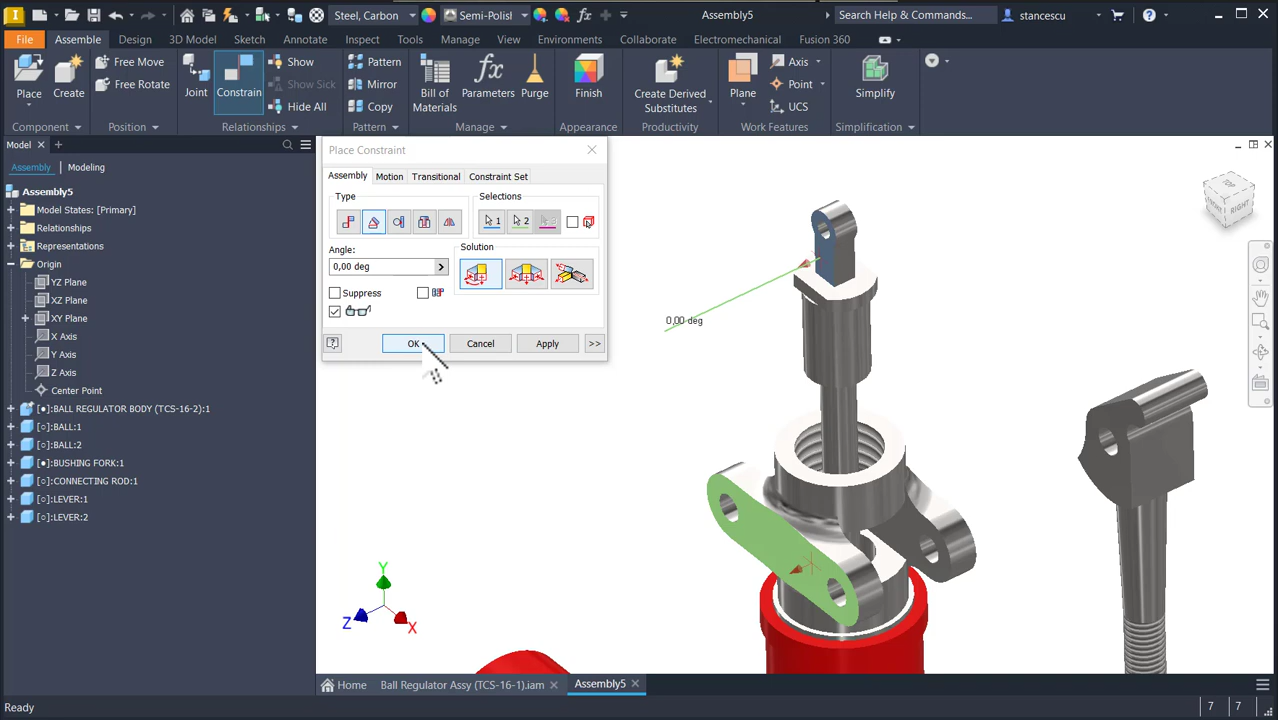 Steel, Carbon
Semi-Polisl
Assembly5
Search Help & Commands...
stancescu
File
Assemble
Design
3D Model
Sketch
Annotate
Inspect
Tools
Manage
View
Environments
Collaborate
Electromechanical
Fusion 360
Place
Create
Free Move
Free Rotate
Component
Position
Joint
Constrain
Show
Show Sick
Hide All
Relationships
Pattern
Mirror
Copy
Pattern
Bill of
Materials
Parameters
Purge
Manage
Finish
Appearance
Create Derived
Substitutes
Productivity
Plane
Axis
Point
UCS
Work Features
Simplify
Simplification
Model
Assembly
Modeling
Assembly5
Model States: [Primary]
Relationships
Representations
Origin
YZ Plane
XZ Plane
XY Plane
X Axis
Y Axis
Z Axis
Center Point
[●]:BALL REGULATOR BODY (TCS-16-2):1
[○]:BALL:1
[○]:BALL:2
[●]:BUSHING FORK:1
[○]:CONNECTING ROD:1
[○]:LEVER:1
[○]:LEVER:2
Place Constraint
Assembly
Motion
Transitional
Constraint Set
Type
Selections
1
2
3
Angle:
0,00 deg
Solution
Suppress
OK
Cancel
Apply
>>
0,00 deg
FRONT
RIGHT
Y
Z
X
Home
Ball Regulator Assy (TCS-16-1).iam
Assembly5
Ready
7
7